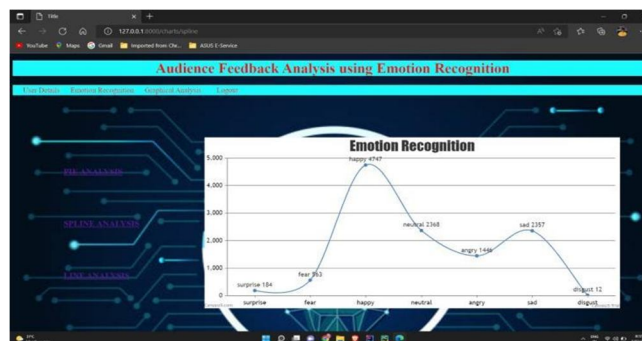 Title
127.0.0.1:8000/charts/spline
YouTube Maps Gmail Imported from Chr... ASUS E-Service
Audience Feedback Analysis using Emotion Recognition
User Details Emotion Recognition Graphical Analysis Logout
Emotion Recognition
PIE ANALYSIS
SPLINE ANALYSIS
LINE ANALYSIS
5,000
4,000
3,000
2,000
1,000
0
happy 4747
neutral 2368
sad 2357
angry 1446
fear 563
surprise 184
disgust 12
surprise fear happy neutral angry sad disgust